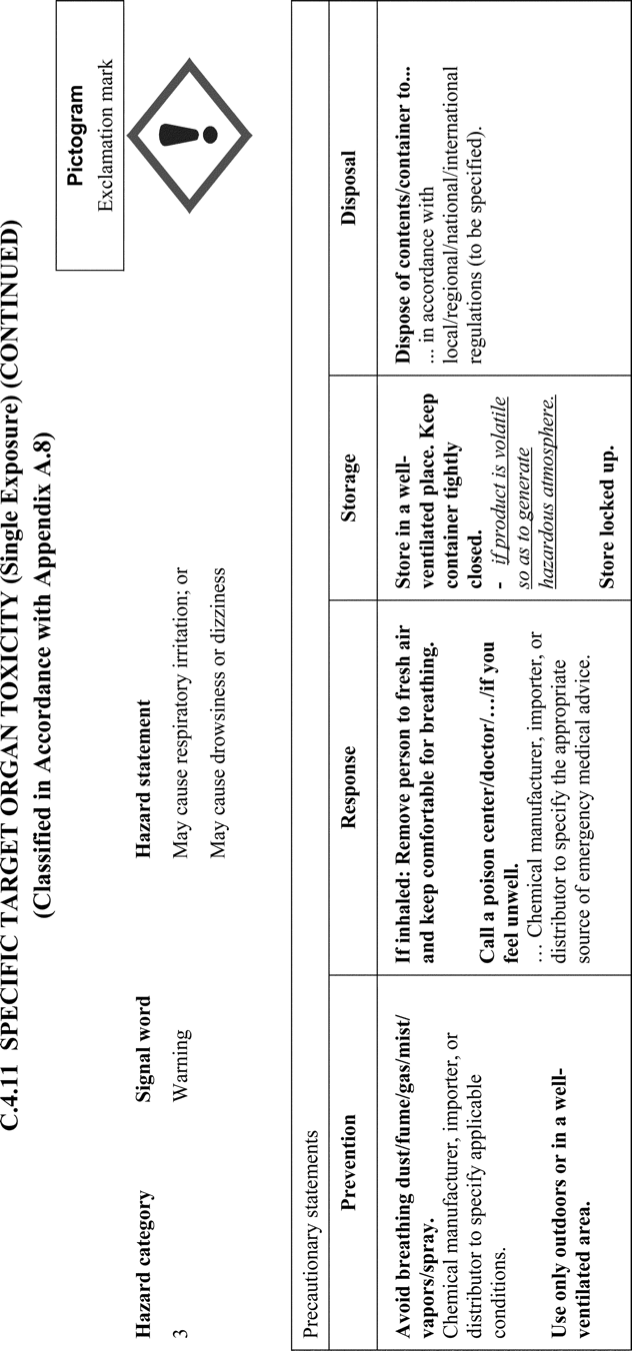 C.4.11 SPECIFIC TARGET ORGAN TOXICITY (Single Exposure) (CONTINUED)
(Classified in Accordance with Appendix A.8)
Pictogram
Exclamation mark
Hazard category
3
Signal word
Warning
Hazard statement
May cause respiratory irritation; or
May cause drowsiness or dizziness
Precautionary statements
Prevention
Avoid breathing dust/fume/gas/mist/
vapors/spray.
Chemical manufacturer, importer, or
distributor to specify applicable
conditions.
Use only outdoors or in a well-
ventilated area.
Response
If inhaled: Remove person to fresh air
and keep comfortable for breathing.
Call a poison center/doctor/…/if you
feel unwell.
… Chemical manufacturer, importer, or
distributor to specify the appropriate
source of emergency medical advice.
Storage
Store in a well-
ventilated place. Keep
container tightly
closed.
- if product is volatile
so as to generate
hazardous atmosphere.
Store locked up.
Disposal
Dispose of contents/container to...
... in accordance with
local/regional/national/international
regulations (to be specified).